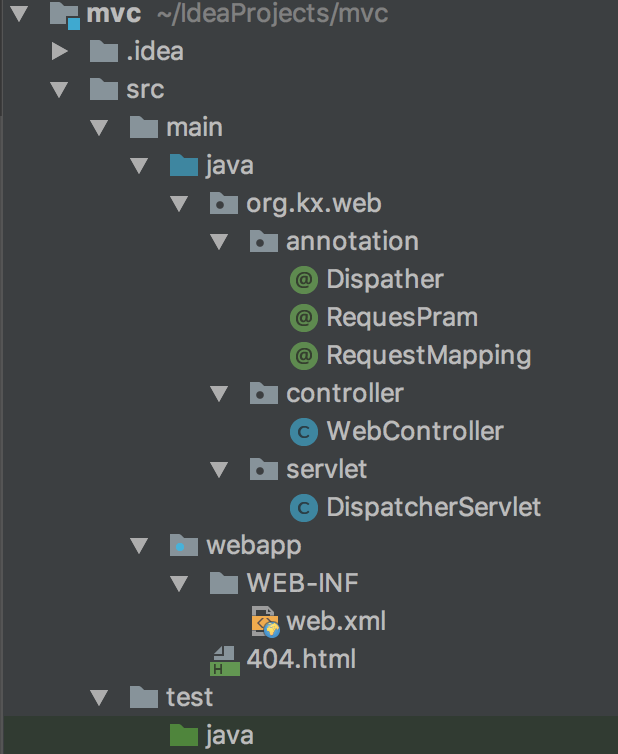 mvc ~/IdeaProjects/mvc
.idea
src
main
java
org.kx.web
annotation
@ Dispather
@ RequesPram
@ RequestMapping
controller
C WebController
servlet
C DispatcherServlet
webapp
WEB-INF
<> web.xml
H 404.html
test
java